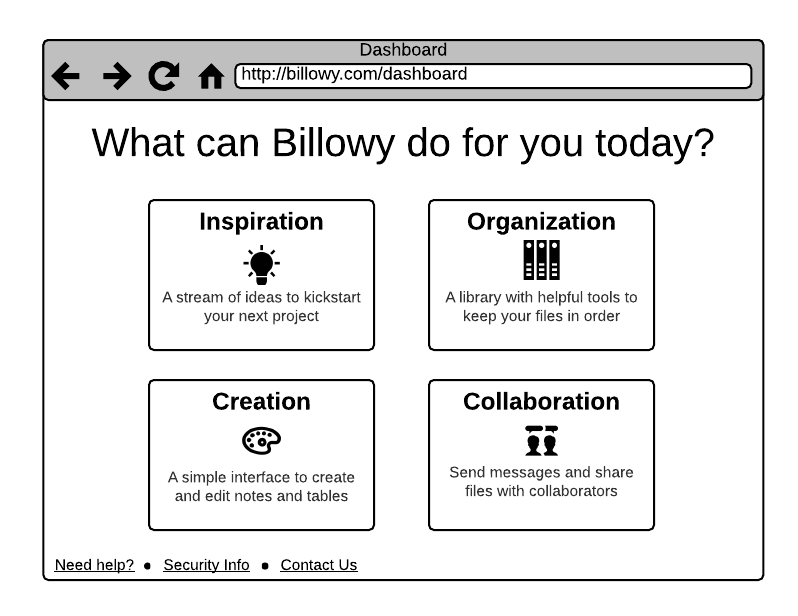 Dashboard
http://billowy.com/dashboard
What can Billowy do for you today?
Inspiration
A stream of ideas to kickstart
your next project
Organization
A library with helpful tools to
keep your files in order
Creation
A simple interface to create
and edit notes and tables
Collaboration
Send messages and share
files with collaborators
Need help? ● Security Info ● Contact Us